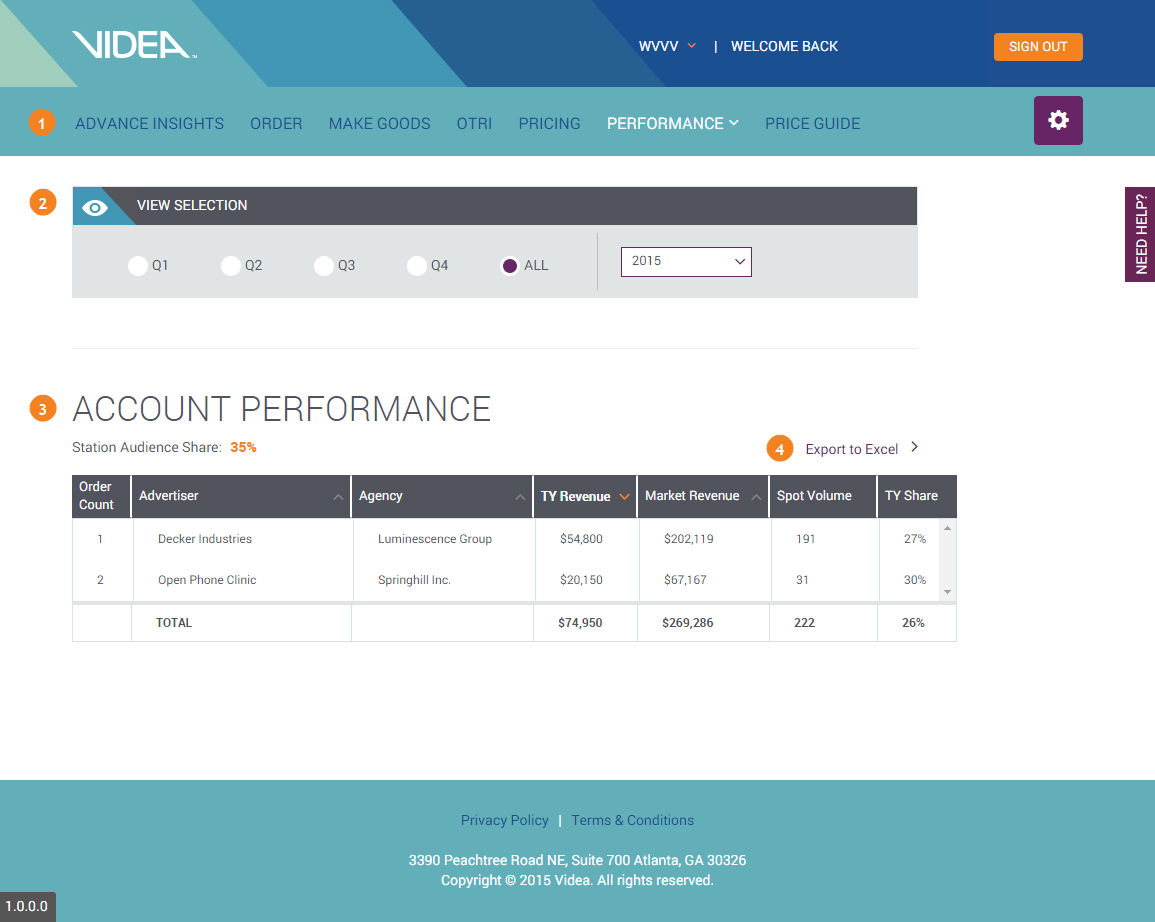 VIDEA™
WVVV | WELCOME BACK
SIGN OUT
1 ADVANCE INSIGHTS ORDER MAKE GOODS OTRI PRICING PERFORMANCE PRICE GUIDE
2 VIEW SELECTION
NEED HELP?
Q1 Q2 Q3 Q4 ALL 2015
3 ACCOUNT PERFORMANCE
Station Audience Share: 35%
4 Export to Excel
Order Count Advertiser Agency TY Revenue Market Revenue Spot Volume TY Share
1 Decker Industries Luminescence Group $54,800 $202,119 191 27%
2 Open Phone Clinic Springhill Inc. $20,150 $67,167 31 30%
TOTAL $74,950 $269,286 222 26%
Privacy Policy | Terms & Conditions
3390 Peachtree Road NE, Suite 700 Atlanta, GA 30326
Copyright © 2015 Videa. All rights reserved.
1.0.0.0